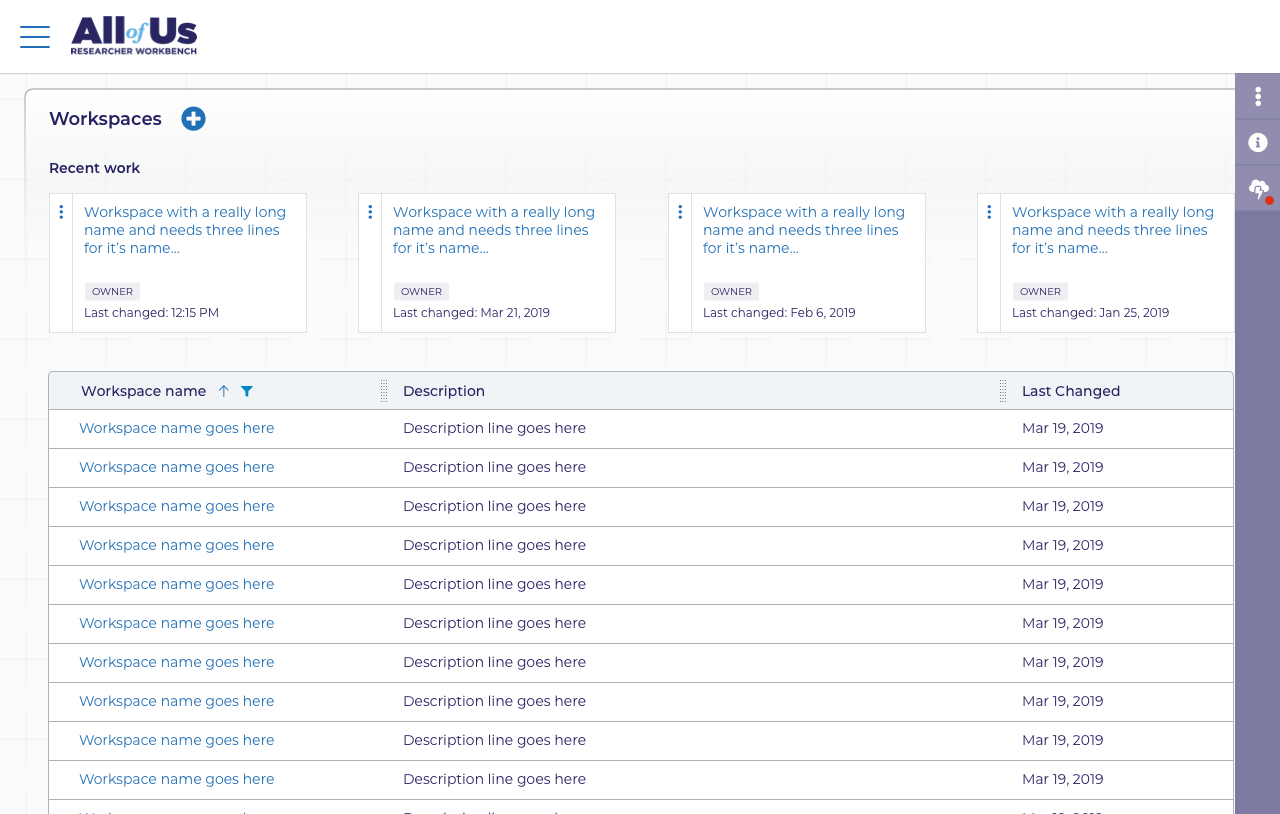 All of Us
RESEARCHER WORKBENCH
Workspaces
Recent work
Workspace with a really long
name and needs three lines
for it's name...
OWNER
Last changed: 12:15 PM
Workspace with a really long
name and needs three lines
for it's name...
OWNER
Last changed: Mar 21, 2019
Workspace with a really long
name and needs three lines
for it's name...
OWNER
Last changed: Feb 6, 2019
Workspace with a really long
name and needs three lines
for it's name...
OWNER
Last changed: Jan 25, 2019
Workspace name Description Last Changed
Workspace name goes here Description line goes here Mar 19, 2019
Workspace name goes here Description line goes here Mar 19, 2019
Workspace name goes here Description line goes here Mar 19, 2019
Workspace name goes here Description line goes here Mar 19, 2019
Workspace name goes here Description line goes here Mar 19, 2019
Workspace name goes here Description line goes here Mar 19, 2019
Workspace name goes here Description line goes here Mar 19, 2019
Workspace name goes here Description line goes here Mar 19, 2019
Workspace name goes here Description line goes here Mar 19, 2019
Workspace name goes here Description line goes here Mar 19, 2019